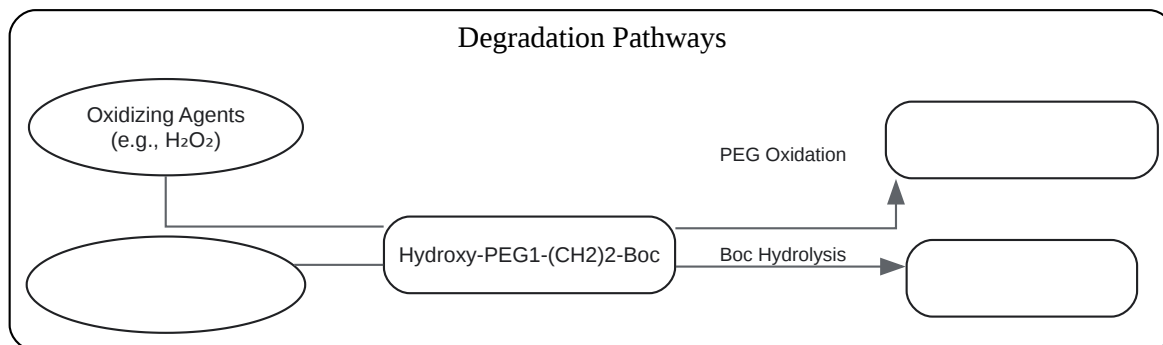 Degradation Pathways
Oxidizing Agents
(e.g., H₂O₂)
PEG Oxidation
Hydroxy-PEG1-(CH2)2-Boc
Boc Hydrolysis